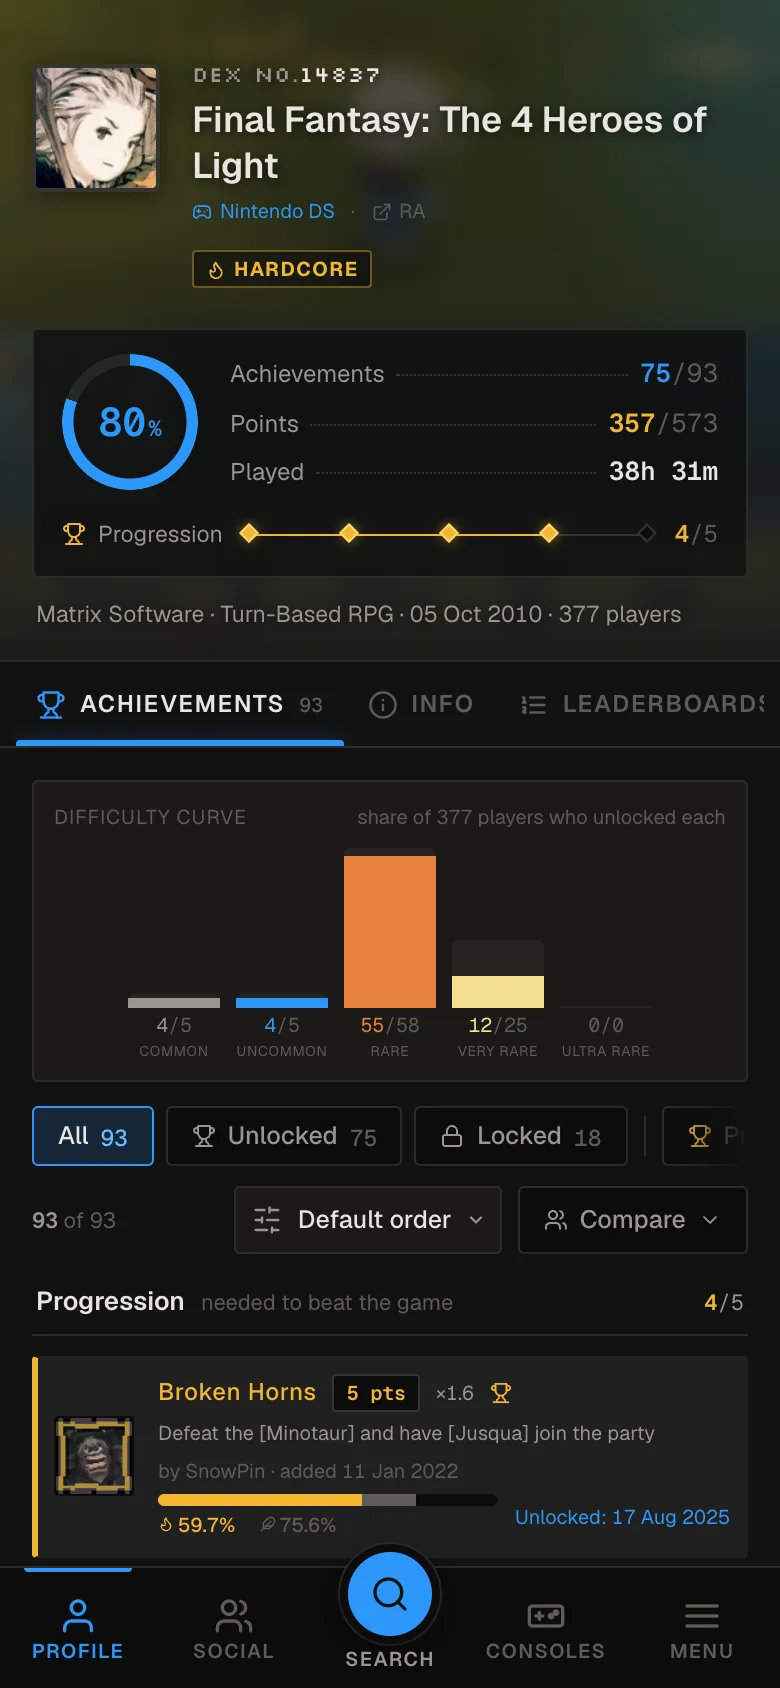 DEX NO.14837
Final Fantasy: The 4 Heroes of
Light
Nintendo DS · RA
HARDCORE
80%
Achievements 75/93
Points 357/573
Played 38h 31m
Progression 4/5
Matrix Software · Turn-Based RPG · 05 Oct 2010 · 377 players
ACHIEVEMENTS 93 INFO LEADERBOARDS
DIFFICULTY CURVE share of 377 players who unlocked each
4/5 4/5 55/58 12/25 0/0
COMMON UNCOMMON RARE VERY RARE ULTRA RARE
All 93 Unlocked 75 Locked 18
93 of 93 Default order Compare
Progression needed to beat the game 4/5
Broken Horns 5 pts ×1.6
Defeat the [Minotaur] and have [Jusqua] join the party
by SnowPin · added 11 Jan 2022
59.7% 75.6% Unlocked: 17 Aug 2025
PROFILE SOCIAL SEARCH CONSOLES MENU